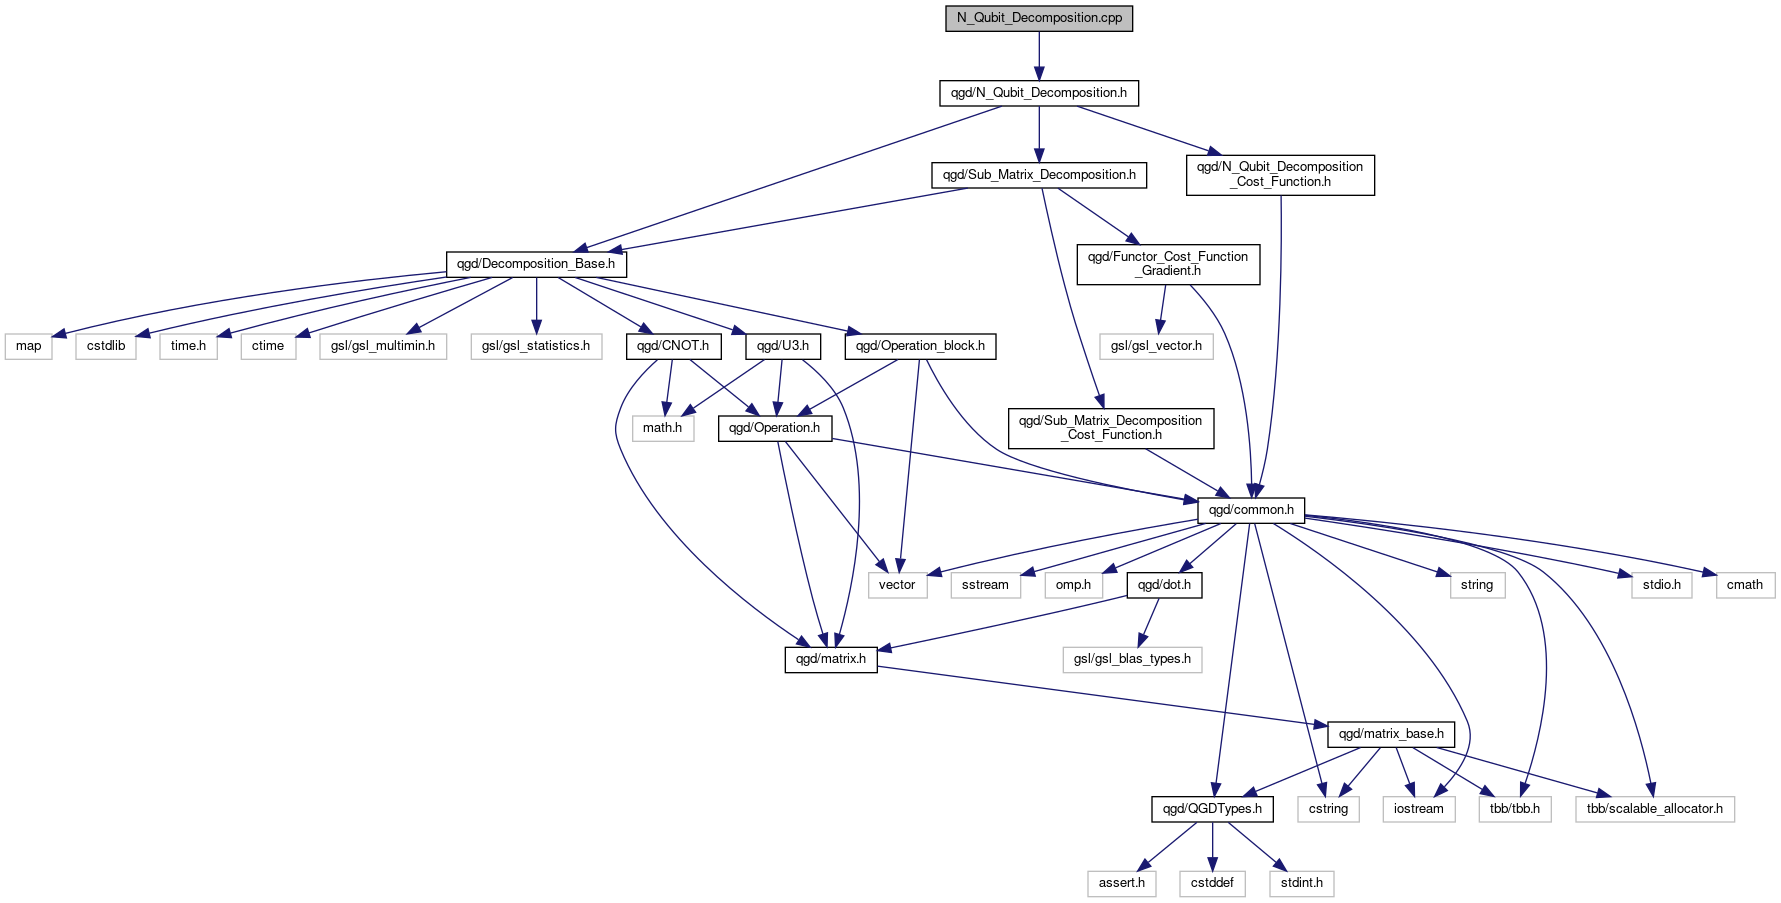 N_Qubit_Decomposition.cpp
qgd/N_Qubit_Decomposition.h
qgd/Sub_Matrix_Decomposition.h
qgd/N_Qubit_Decomposition
_Cost_Function.h
qgd/Decomposition_Base.h
qgd/Functor_Cost_Function
_Gradient.h
map
cstdlib
time.h
ctime
gsl/gsl_multimin.h
gsl/gsl_statistics.h
qgd/CNOT.h
qgd/U3.h
qgd/Operation_block.h
gsl/gsl_vector.h
math.h
qgd/Operation.h
qgd/Sub_Matrix_Decomposition
_Cost_Function.h
qgd/common.h
vector
sstream
omp.h
qgd/dot.h
string
stdio.h
cmath
qgd/matrix.h
gsl/gsl_blas_types.h
qgd/matrix_base.h
qgd/QGDTypes.h
cstring
iostream
tbb/tbb.h
tbb/scalable_allocator.h
assert.h
cstddef
stdint.h